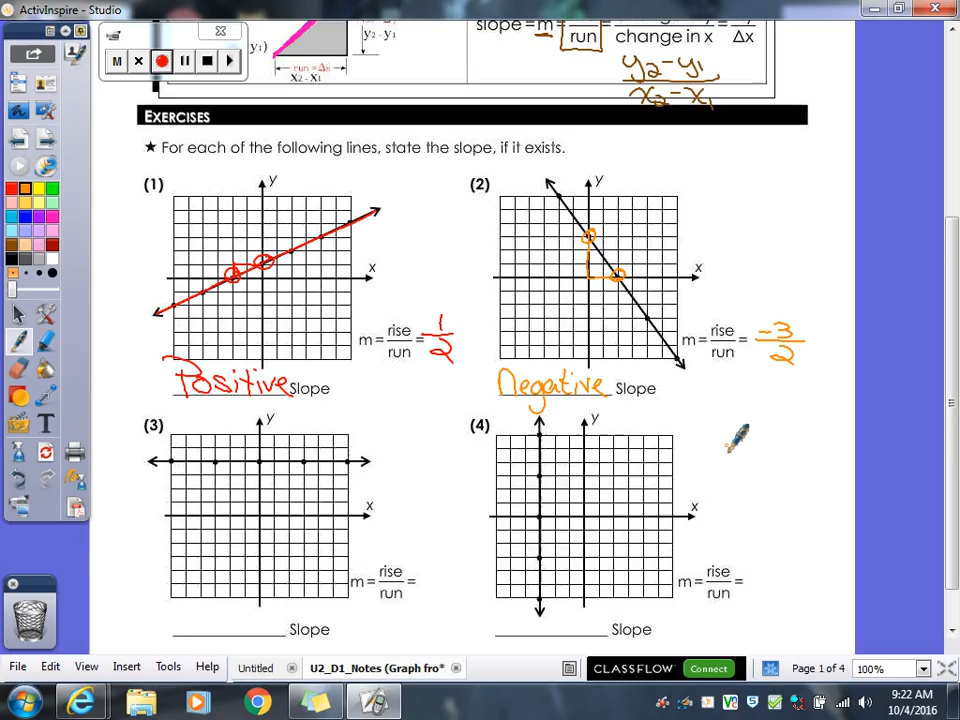 ActivInspire - Studio
slope = m = run change in x Δx
y₁)
y₂ - y₁
run = Δx
x₂ - x₁
y₂ - y₁
x₂ - x₁
M
EXERCISES
★ For each of the following lines, state the slope, if it exists.
(1) y x
m = rise/run = 1/2
Positive Slope
(2) y x
m = rise/run = -3/2
Negative Slope
(3) y x
m = rise/run =
____________ Slope
(4) y x
m = rise/run =
____________ Slope
File Edit View Insert Tools Help Untitled U2_D1_Notes (Graph fro* CLASSFLOW Connect Page 1 of 4 100%
9:22 AM
10/4/2016